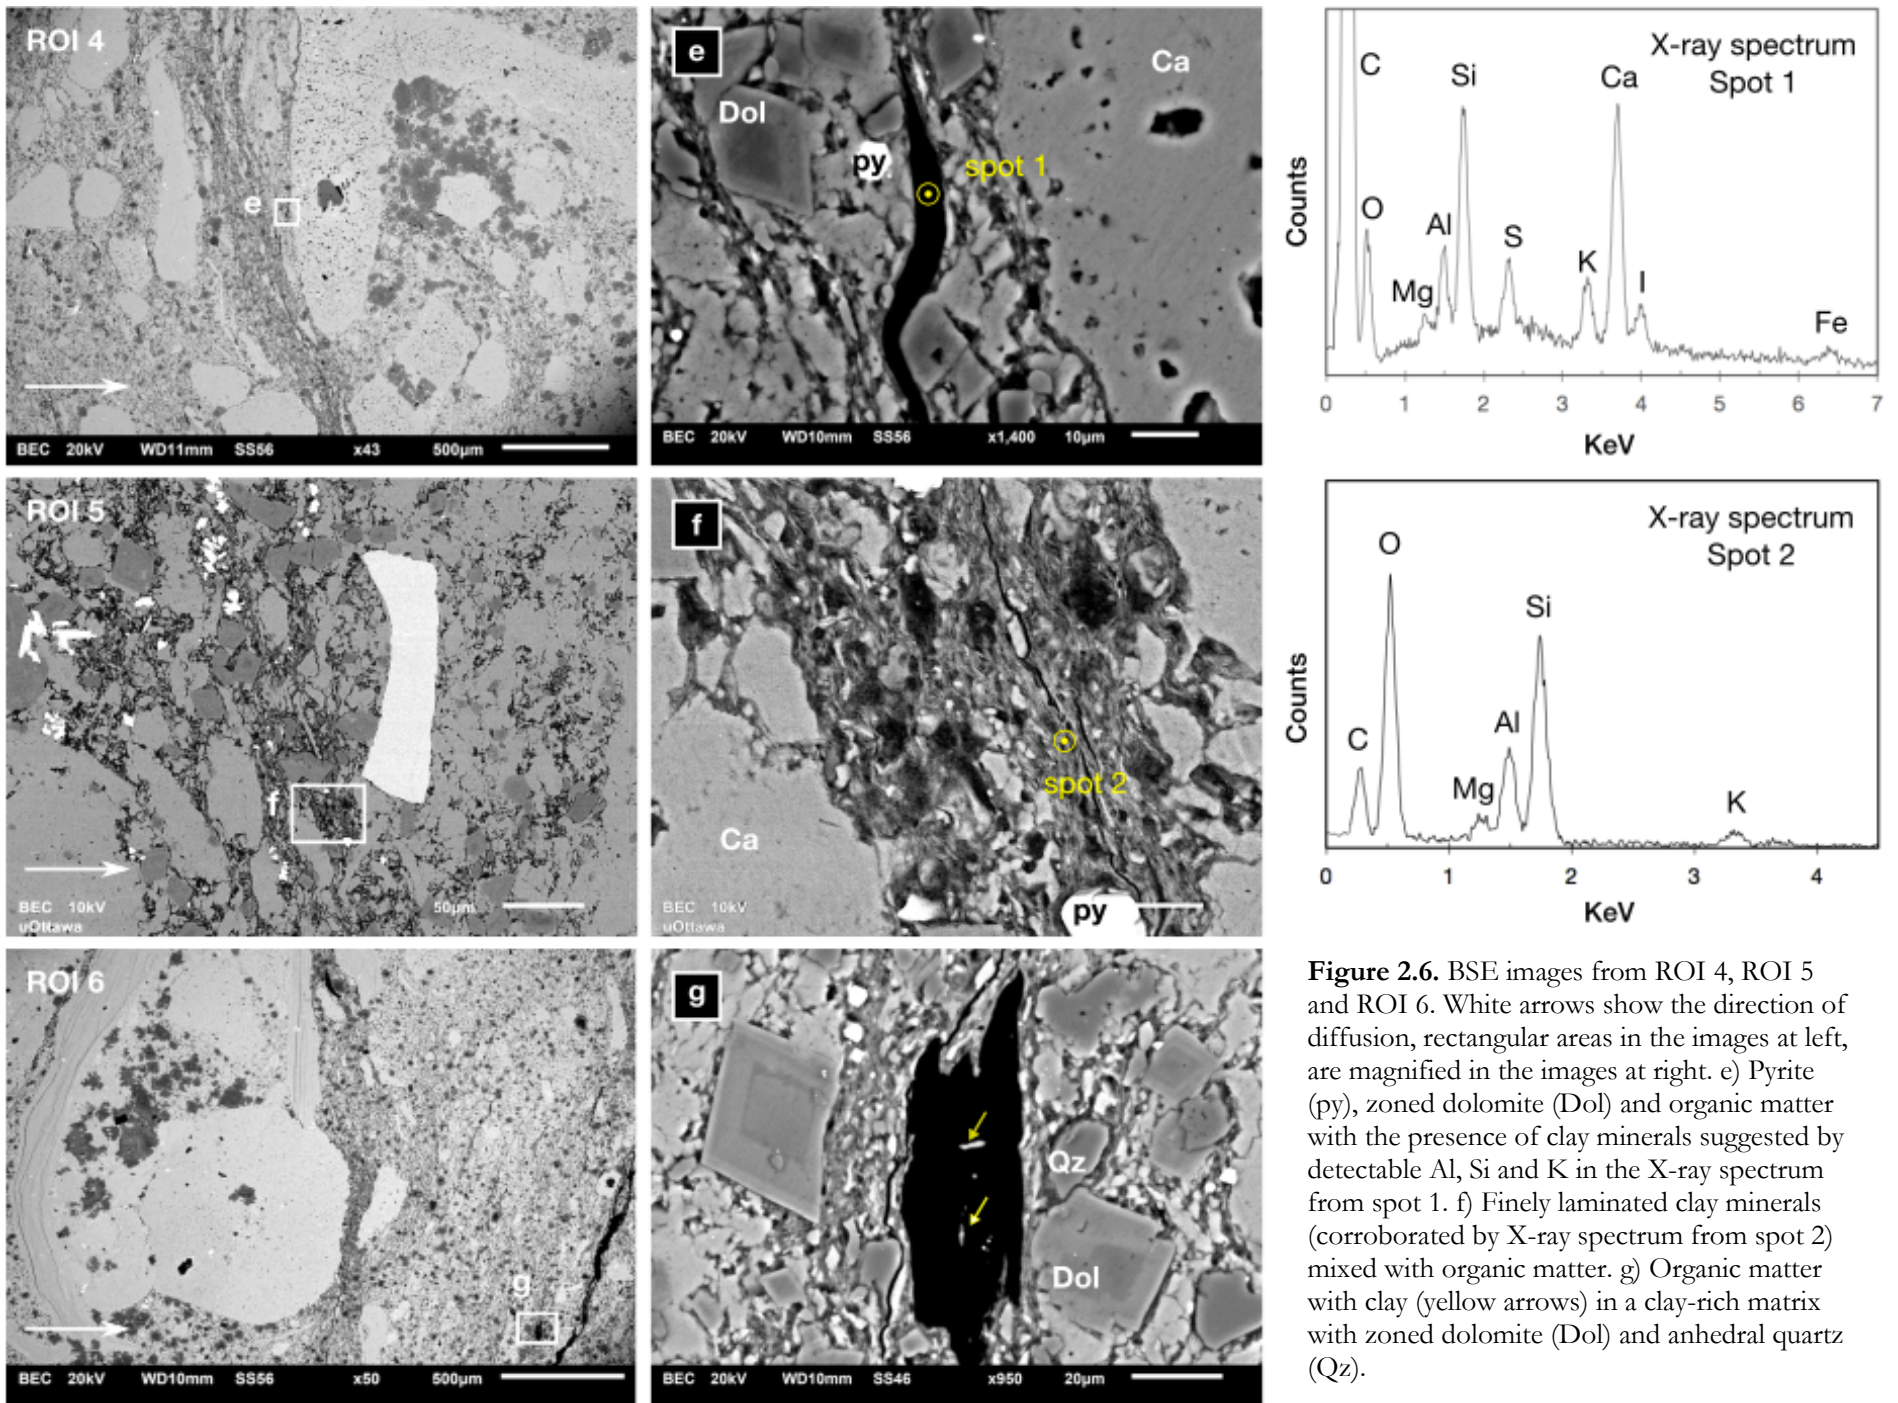 ROI 4
e
BEC 20kV WD11mm SS56 x43 500µm
e
Ca
Dol
py
spot 1
BEC 20kV WD10mm SS56 x1,400 10µm
X-ray spectrum
Spot 1
C
Si
Ca
O
Al
S
K
I
Mg
Fe
Counts
0 1 2 3 4 5 6 7
KeV
ROI 5
f
BEC 10kV 50µm
uOttawa
f
spot 2
Ca
py
BEC 10kV
uOttawa
X-ray spectrum
Spot 2
O
Si
C
Al
Mg
K
Counts
0 1 2 3 4
KeV
ROI 6
g
BEC 20kV WD10mm SS56 x50 500µm
g
Qz
Dol
BEC 20kV WD10mm SS46 x950 20µm
Figure 2.6. BSE images from ROI 4, ROI 5
and ROI 6. White arrows show the direction of
diffusion, rectangular areas in the images at left,
are magnified in the images at right. e) Pyrite
(py), zoned dolomite (Dol) and organic matter
with the presence of clay minerals suggested by
detectable Al, Si and K in the X-ray spectrum
from spot 1. f) Finely laminated clay minerals
(corroborated by X-ray spectrum from spot 2)
mixed with organic matter. g) Organic matter
with clay (yellow arrows) in a clay-rich matrix
with zoned dolomite (Dol) and anhedral quartz
(Qz).